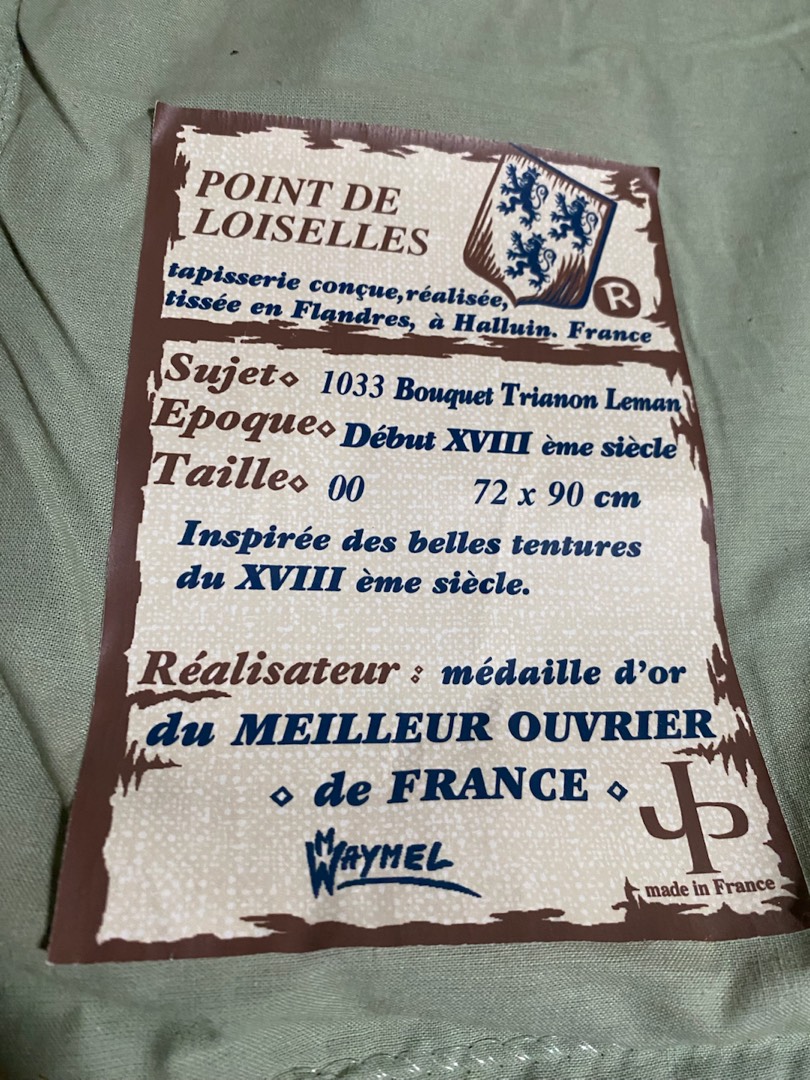 POINT DE
LOISELLES
tapisserie conçue,réalisée,
tissée en Flandres, à Halluin. France
R
Sujet 1033 Bouquet Trianon Leman
Epoque Début XVIII ème siècle
Taille 00 72 x 90 cm
Inspirée des belles tentures
du XVIII ème siècle.
Réalisateur : médaille d'or
du MEILLEUR OUVRIER
de FRANCE
MW WAYMEL
JP
made in France